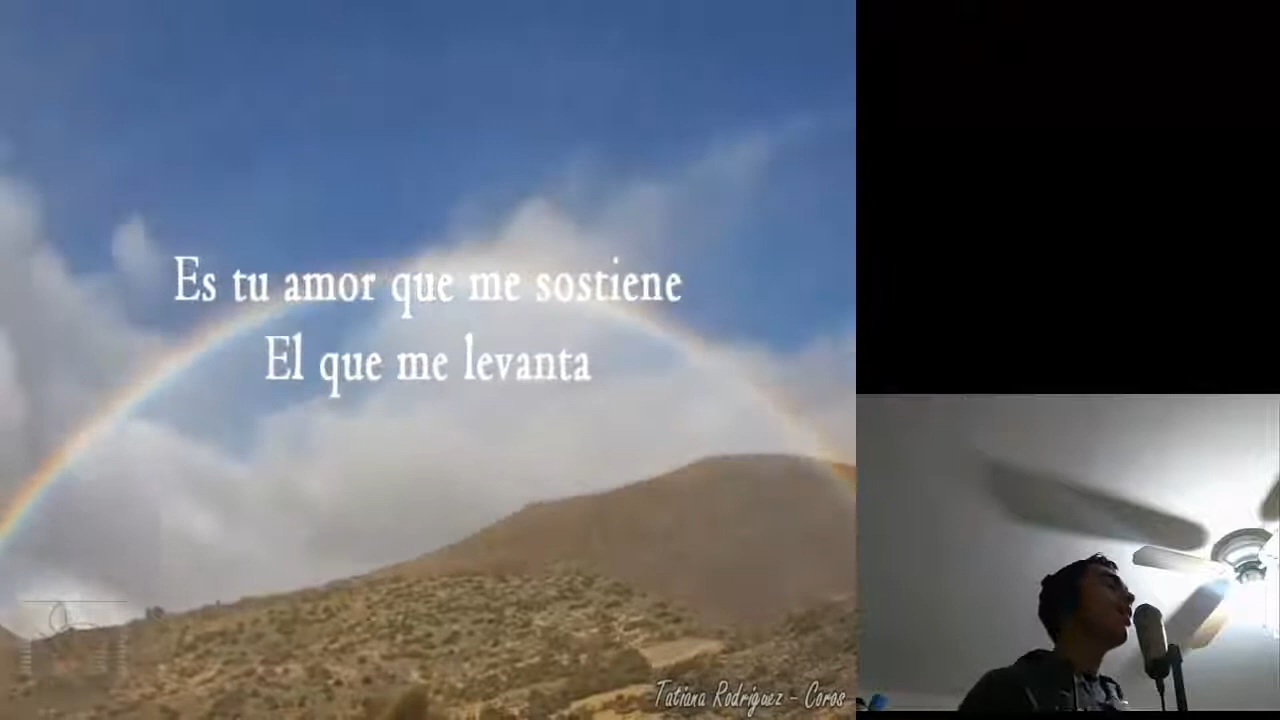 Es tu amor que me sostiene
El que me levanta
Tatiana Rodriguez - Coros